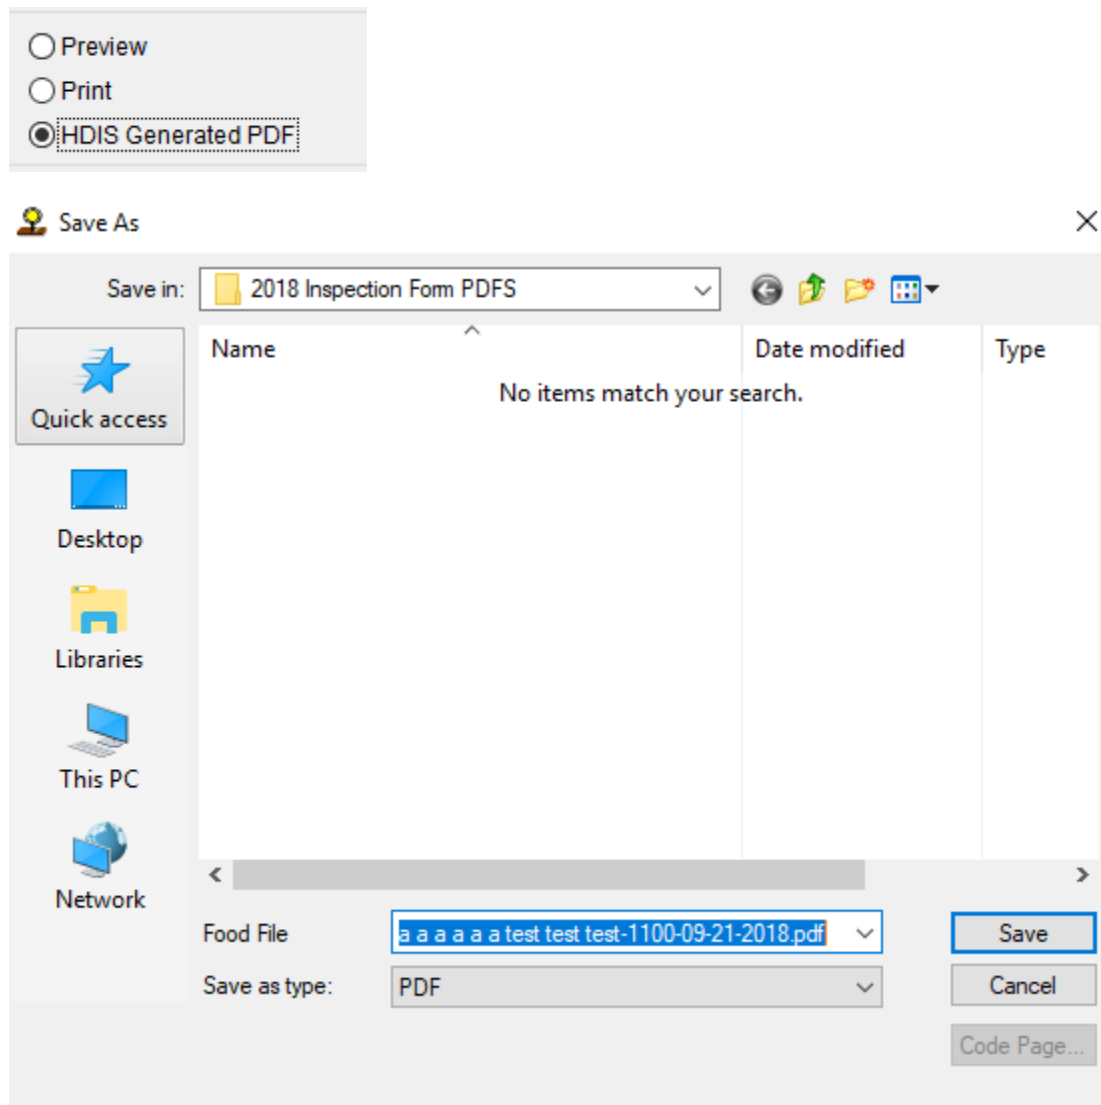 Preview
Print
HDIS Generated PDF
Save As
Save in: 2018 Inspection Form PDFS
Name Date modified Type
No items match your search.
Quick access
Desktop
Libraries
This PC
Network
Food File a a a a a a test test test-1100-09-21-2018.pdf Save
Save as type: PDF Cancel
Code Page...